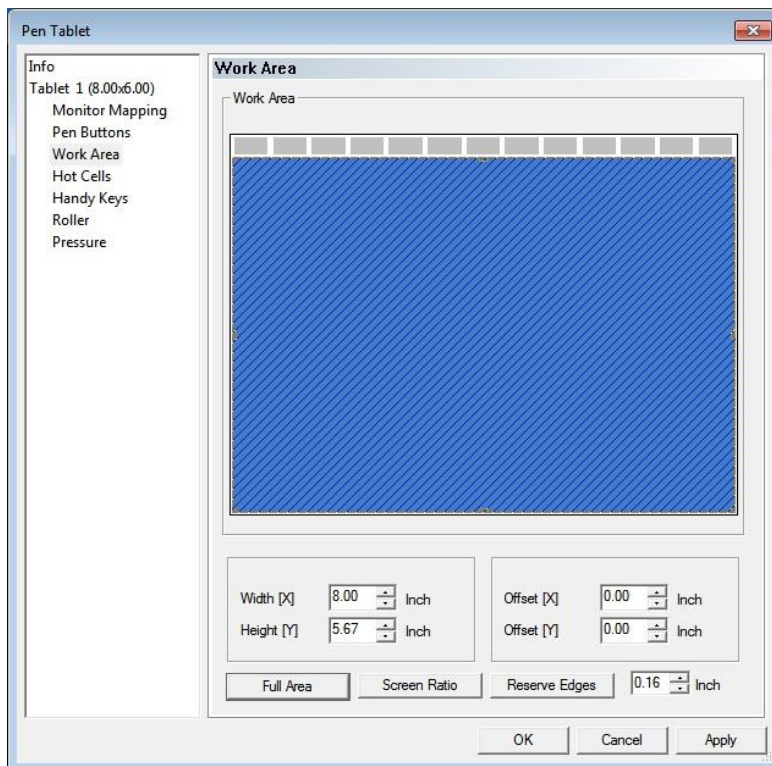 Pen Tablet
Info
Tablet 1 (8.00x6.00)
Monitor Mapping
Pen Buttons
Work Area
Hot Cells
Handy Keys
Roller
Pressure
Work Area
Work Area
Width [X] 8.00 Inch
Height [Y] 5.67 Inch
Offset [X] 0.00 Inch
Offset [Y] 0.00 Inch
Full Area Screen Ratio Reserve Edges 0.16 Inch
OK Cancel Apply